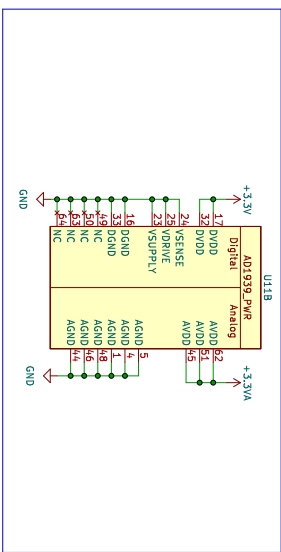 U11B
AD1939_PWR
+3.3V
+3.3VA
Digital Analog
17 DVDD AVDD 62
32 DVDD AVDD 51
AVDD 45
24 VSENSE
25 VDRIVE
23 VSUPPLY
AGND 5
16 DGND AGND 4
33 DGND AGND 1
49 NC AGND 48
50 NC AGND 46
63 NC AGND 44
64 NC
GND
GND